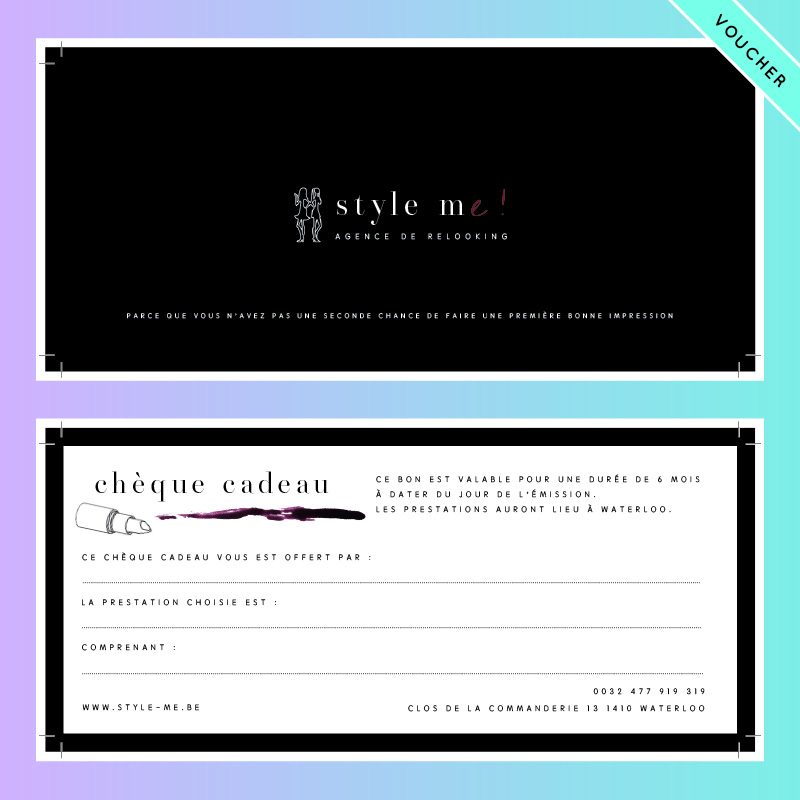 VOUCHER
style me!
AGENCE DE RELOOKING
PARCE QUE VOUS N'AVEZ PAS UNE SECONDE CHANCE DE FAIRE UNE PREMIÈRE BONNE IMPRESSION
chèque cadeau
CE BON EST VALABLE POUR UNE DURÉE DE 6 MOIS
À DATER DU JOUR DE L'ÉMISSION.
LES PRESTATIONS AURONT LIEU À WATERLOO.
CE CHÈQUE CADEAU VOUS EST OFFERT PAR :
LA PRESTATION CHOISIE EST :
COMPRENANT :
0032 477 919 319
WWW.STYLE-ME.BE
CLOS DE LA COMMANDERIE 13 1410 WATERLOO